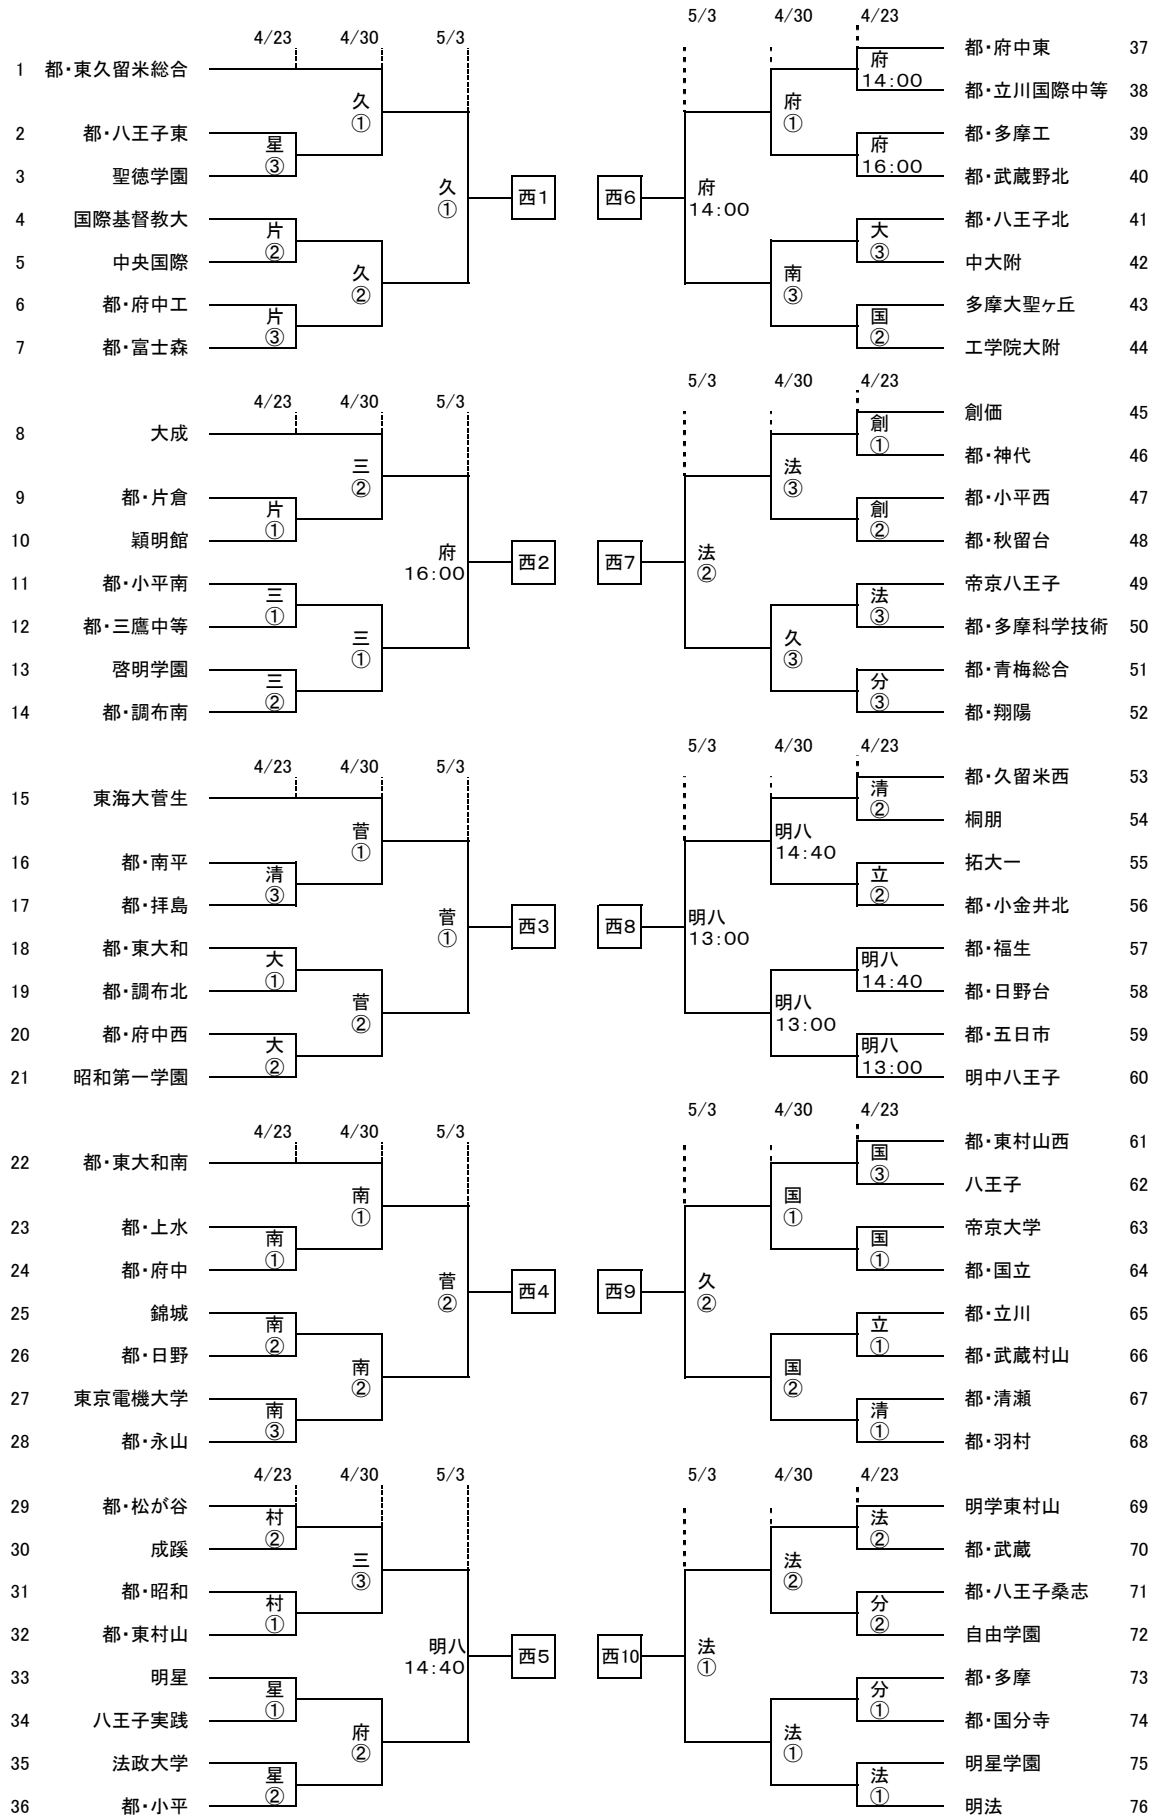 4/23 4/30 5/3
1 都・東久留米総合
久
①
2 都・八王子東
星
③
3 聖徳学園
久
①
西1
4 国際基督教大
片
②
5 中央国際
久
②
6 都・府中工
片
③
7 都・富士森
4/23 4/30 5/3
8 大成
三
②
9 都・片倉
片
①
10 穎明館
府
16:00
西2
11 都・小平南
三
①
12 都・三鷹中等
三
①
13 啓明学園
三
②
14 都・調布南
4/23 4/30 5/3
15 東海大菅生
菅
①
16 都・南平
清
③
17 都・拝島
菅
①
西3
18 都・東大和
大
①
19 都・調布北
菅
②
20 都・府中西
大
②
21 昭和第一学園
4/23 4/30 5/3
22 都・東大和南
南
①
23 都・上水
南
①
24 都・府中
菅
②
西4
25 錦城
南
②
26 都・日野
南
②
27 東京電機大学
南
③
28 都・永山
4/23 4/30 5/3
29 都・松が谷
村
②
30 成蹊
三
③
31 都・昭和
村
①
32 都・東村山
明八
14:40
西5
33 明星
星
①
34 八王子実践
府
②
35 法政大学
星
②
36 都・小平
5/3 4/30 4/23
都・府中東 37
府
14:00
都・立川国際中等 38
府
①
都・多摩工 39
府
16:00
都・武蔵野北 40
西6
府
14:00
都・八王子北 41
大
③
中大附 42
南
③
多摩大聖ヶ丘 43
国
②
工学院大附 44
5/3 4/30 4/23
創価 45
創
①
都・神代 46
法
③
都・小平西 47
創
②
都・秋留台 48
西7
法
②
帝京八王子 49
法
③
都・多摩科学技術 50
久
③
都・青梅総合 51
分
③
都・翔陽 52
5/3 4/30 4/23
都・久留米西 53
清
②
桐朋 54
明八
14:40
拓大一 55
立
②
都・小金井北 56
西8
明八
13:00
都・福生 57
明八
14:40
都・日野台 58
明八
13:00
都・五日市 59
明八
13:00
明中八王子 60
5/3 4/30 4/23
都・東村山西 61
国
③
八王子 62
国
①
帝京大学 63
国
①
都・国立 64
西9
久
②
都・立川 65
立
①
都・武蔵村山 66
国
②
都・清瀬 67
清
①
都・羽村 68
5/3 4/30 4/23
明学東村山 69
法
②
都・武蔵 70
法
②
都・八王子桑志 71
分
②
自由学園 72
西10
法
①
都・多摩 73
分
①
都・国分寺 74
法
①
明星学園 75
法
①
明法 76